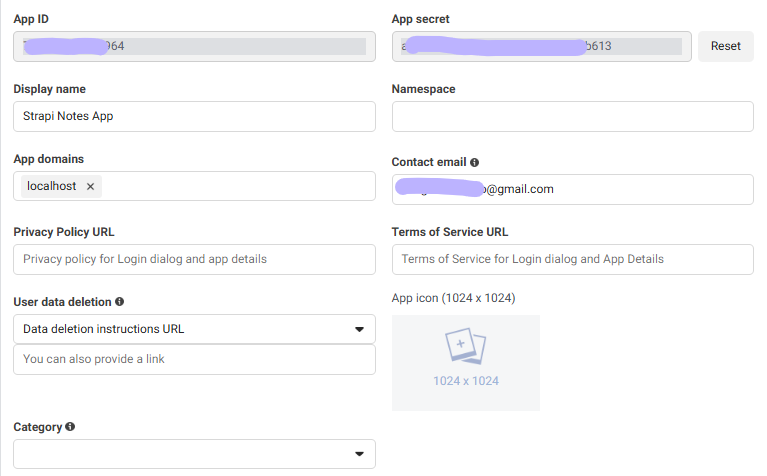 App ID
App secret
964
b613
Reset
Display name
Namespace
Strapi Notes App
App domains
Contact email
localhost
@gmail.com
Privacy Policy URL
Terms of Service URL
Privacy policy for Login dialog and app details
Terms of Service for Login dialog and App Details
User data deletion
App icon (1024 x 1024)
Data deletion instructions URL
You can also provide a link
1024 x 1024
Category